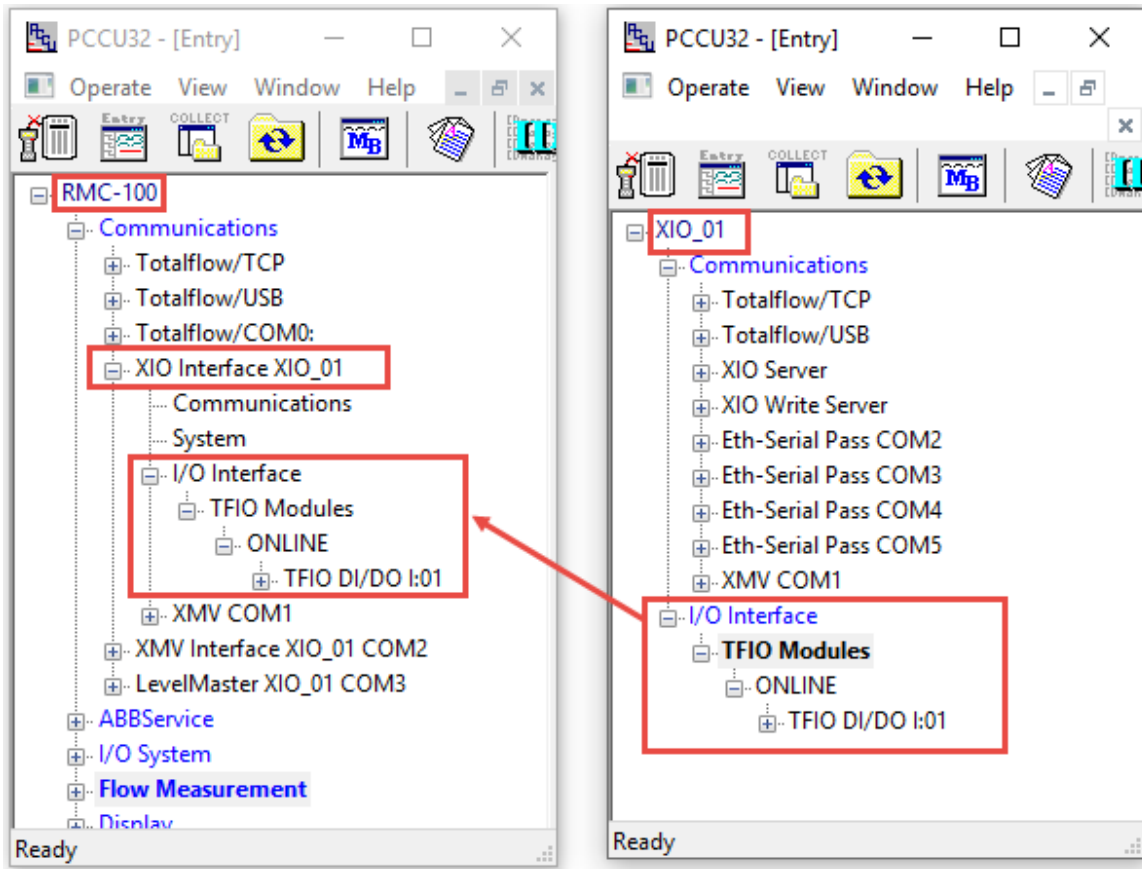 PCCU32 - [Entry]
Operate View Window Help
Entry
COLLECT
MB
RMC-100
Communications
Totalflow/TCP
Totalflow/USB
Totalflow/COM0:
XIO Interface XIO_01
Communications
System
I/O Interface
TFIO Modules
ONLINE
TFIO DI/DO I:01
XMV COM1
XMV Interface XIO_01 COM2
LevelMaster XIO_01 COM3
ABBService
I/O System
Flow Measurement
Display
Ready
PCCU32 - [Entry]
Operate View Window Help
Entry
COLLECT
MB
XIO_01
Communications
Totalflow/TCP
Totalflow/USB
XIO Server
XIO Write Server
Eth-Serial Pass COM2
Eth-Serial Pass COM3
Eth-Serial Pass COM4
Eth-Serial Pass COM5
XMV COM1
I/O Interface
TFIO Modules
ONLINE
TFIO DI/DO I:01
Ready